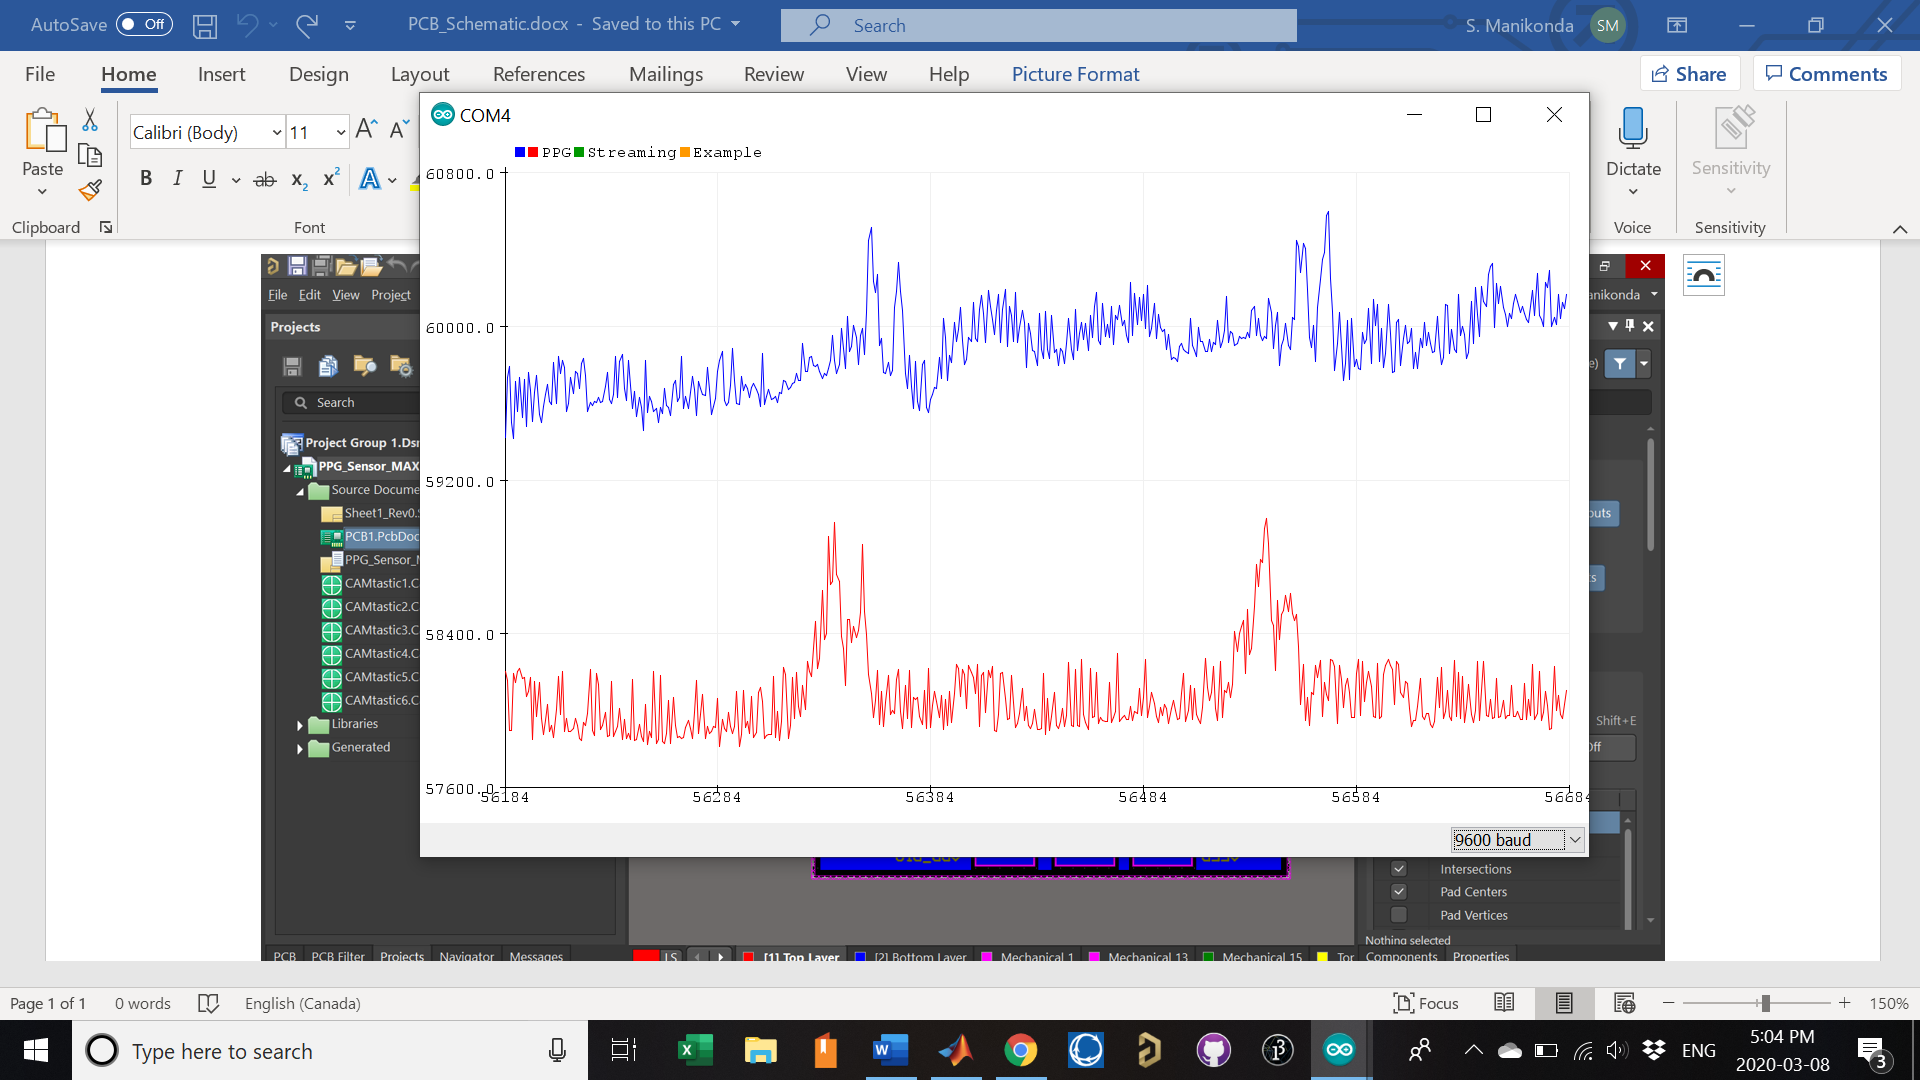 AutoSave Off
PCB_Schematic.docx - Saved to this PC
Search
S. Manikonda SM
File Home Insert Design Layout References Mailings Review View Help Picture Format
Share Comments
Paste
Calibri (Body) 11
Clipboard
Font
Dictate
Voice
Sensitivity
Sensitivity
COM4
PPG Streaming Example
60800.0
60000.0
59200.0
58400.0
57600.0
56184 56284 56384 56484 56584 56684
9600 baud
File Edit View Project
Projects
Search
Project Group 1.Dsn
PPG_Sensor_MAX
Source Docume
Sheet1_Rev0.
PCB1.PcbDoc
PPG_Sensor_
CAMtastic1.C
CAMtastic2.C
CAMtastic3.C
CAMtastic4.C
CAMtastic5.C
CAMtastic6.C
Libraries
Generated
anikonda
e)
outs
s
Shift+E
Off
Intersections
Pad Centers
Pad Vertices
Nothing selected
PCB PCB Filter Projects Navigator Messages
LS [1] Top Layer [2] Bottom Layer Mechanical 1 Mechanical 13 Mechanical 15 Top
Components Properties
Page 1 of 1 0 words English (Canada)
Focus 150%
Type here to search
ENG
5:04 PM
2020-03-08
3